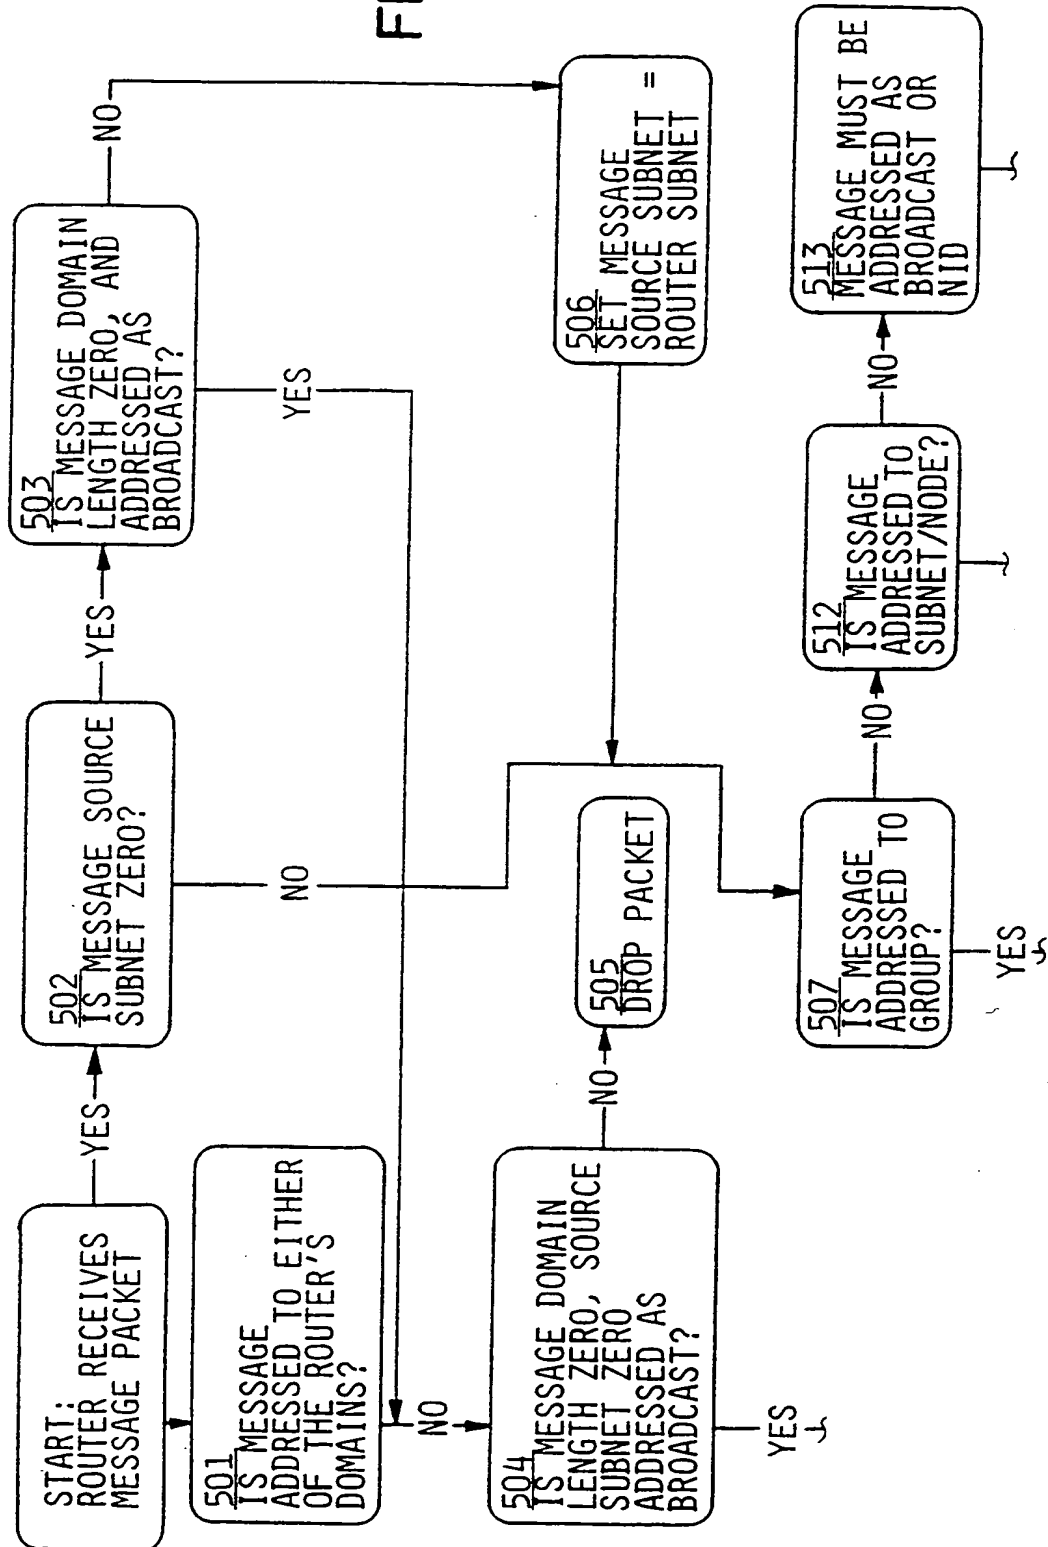 START:
ROUTER RECEIVES
MESSAGE PACKET
YES
501
IS MESSAGE
ADDRESSED TO EITHER
OF THE ROUTER'S
DOMAINS?
NO
502
IS MESSAGE SOURCE
SUBNET ZERO?
YES
NO
503
IS MESSAGE DOMAIN
LENGTH ZERO, AND
ADDRESSED AS
BROADCAST?
NO
YES
504
IS MESSAGE DOMAIN
LENGTH ZERO, SOURCE
SUBNET ZERO
ADDRESSED AS
BROADCAST?
NO
YES
505
DROP PACKET
506
SET MESSAGE
SOURCE SUBNET =
ROUTER SUBNET
507
IS MESSAGE
ADDRESSED TO
GROUP?
NO
YES
512
IS MESSAGE
ADDRESSED TO
SUBNET/NODE?
NO
513
MESSAGE MUST BE
ADDRESSED AS
BROADCAST OR
NID